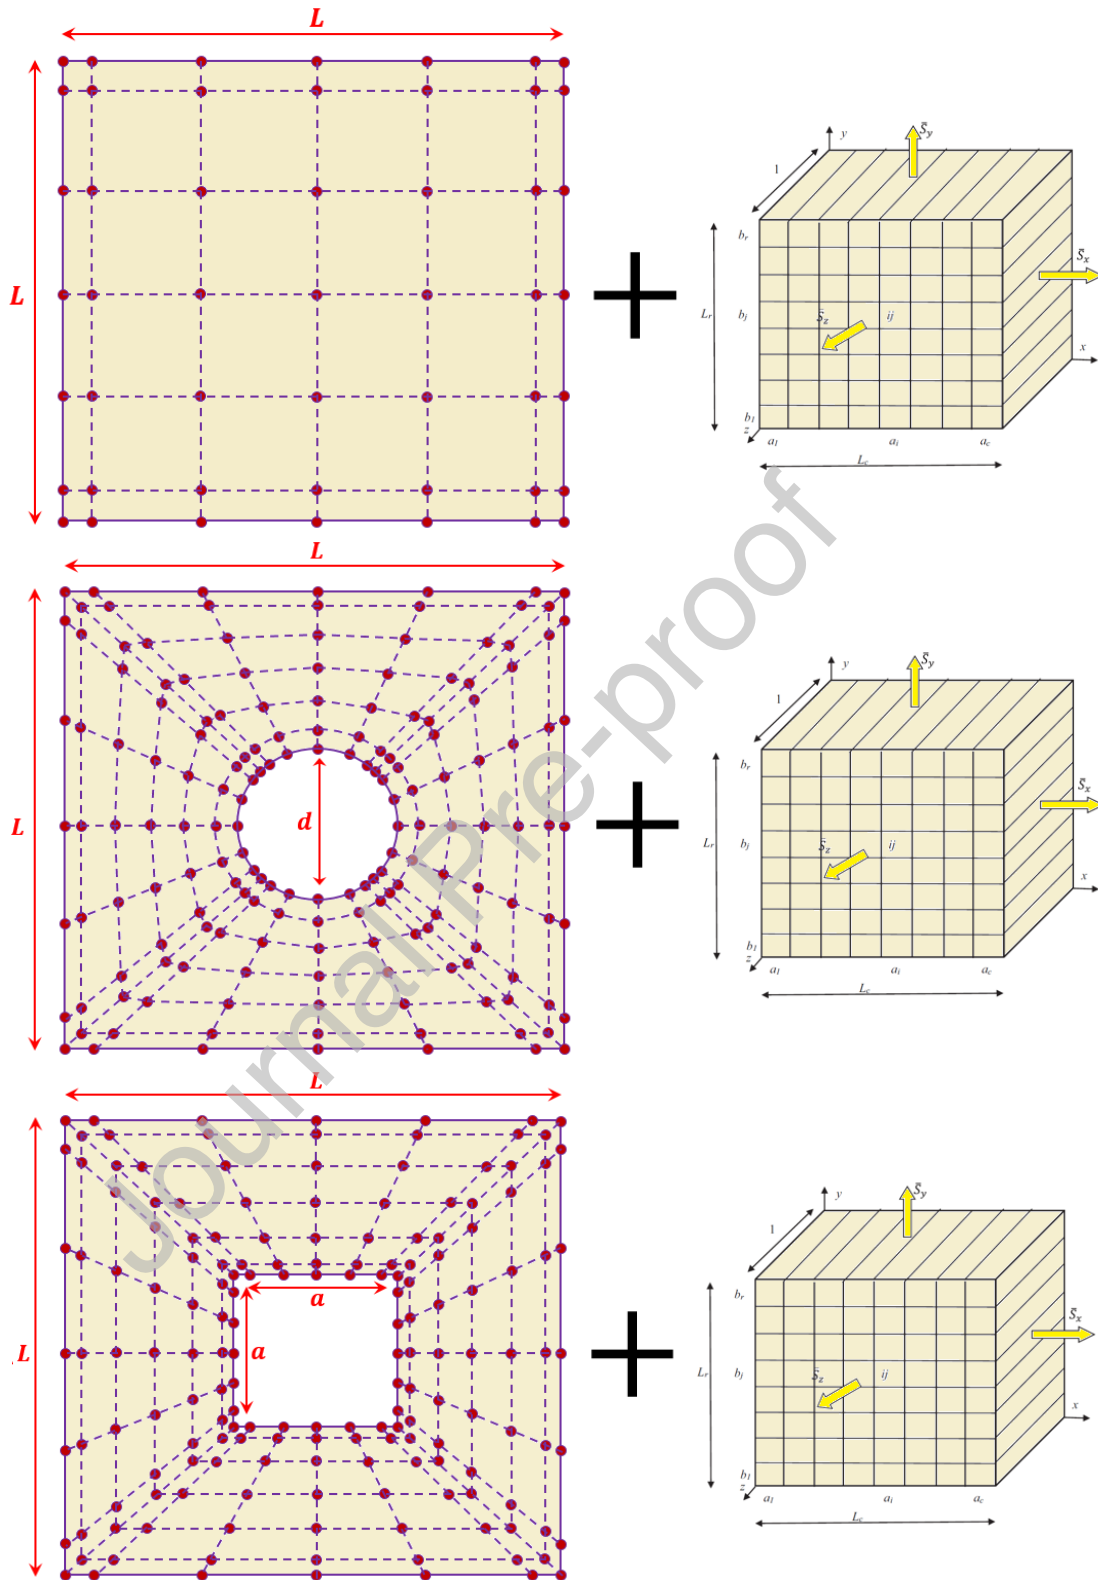 L
L
S̄y
y
1
br
S̄x
Lr
bj
S̄z
ij
x
b1
z
a1
ai
ac
Lc
L
L
d
S̄y
y
1
br
S̄x
Lr
bj
S̄z
ij
x
b1
z
a1
ai
ac
Lc
L
L
a
a
S̄y
y
1
br
S̄x
Lr
bj
S̄z
ij
x
b1
z
a1
ai
ac
Lc
Journal Pre-proof